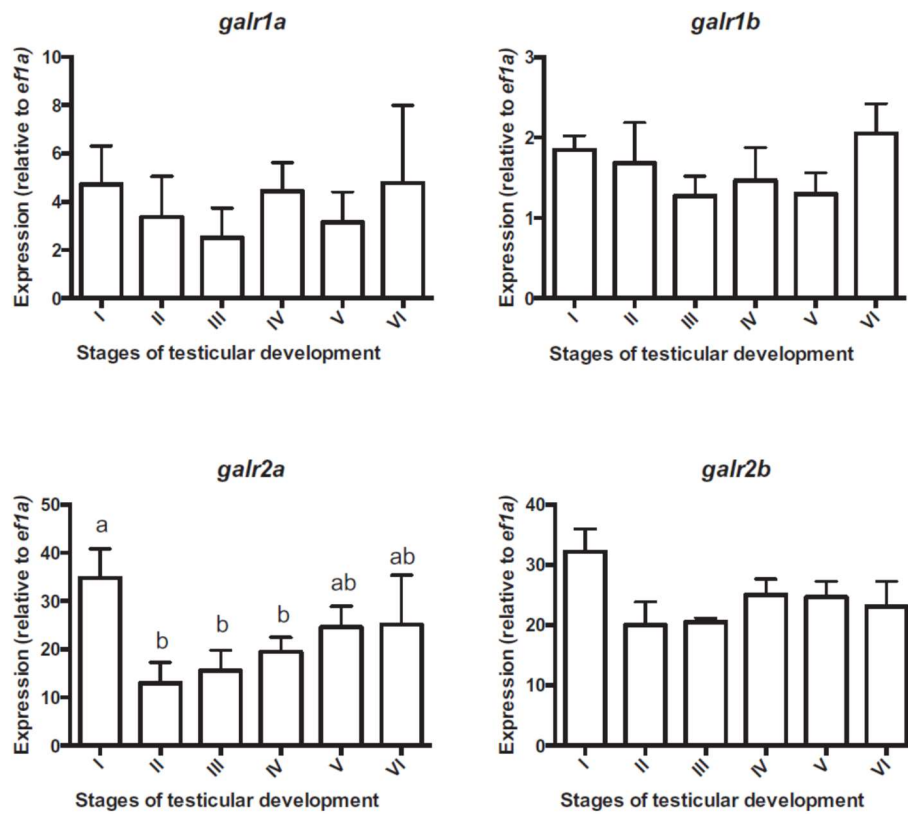 galr1a
Expression (relative to ef1a)
10
8
6
4
2
0
I II III IV V VI
Stages of testicular development
galr1b
Expression (relative to ef1a)
3
2
1
0
I II III IV V VI
Stages of testicular development
galr2a
Expression (relative to ef1a)
50
40
30
20
10
0
a b b b ab ab
I II III IV V VI
Stages of testicular development
galr2b
Expression (relative to ef1a)
40
30
20
10
0
I II III IV V VI
Stages of testicular development